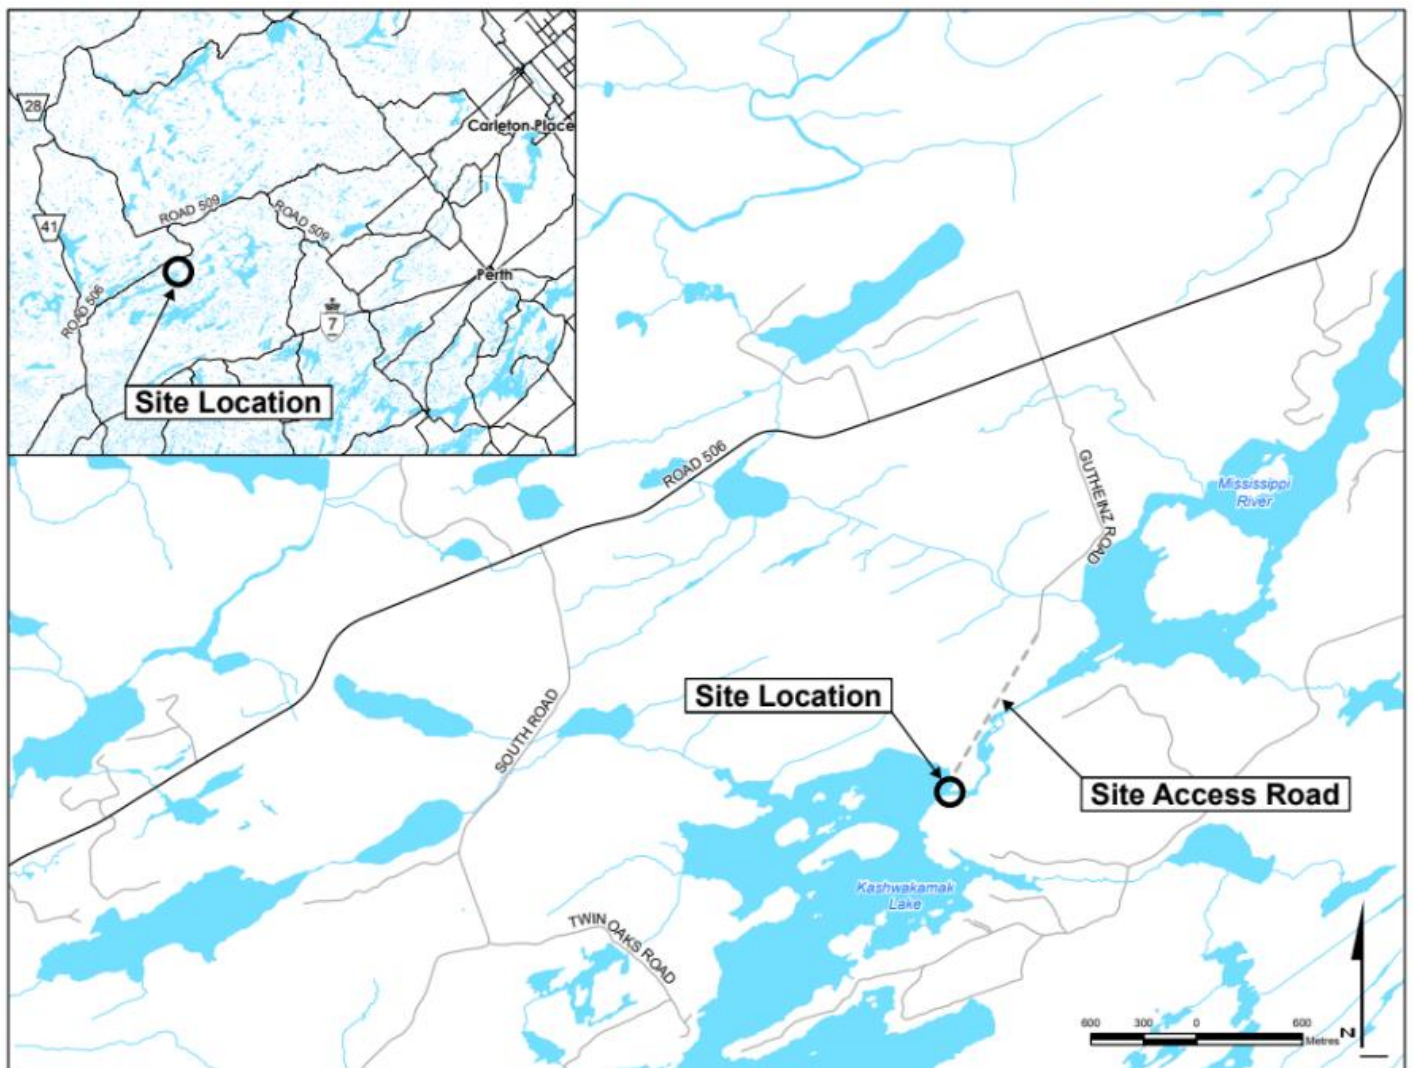 28
Carleton Place
41
ROAD 509
ROAD 509
Perth
ROAD 506
7
Site Location
ROAD 506
GUTHEINZ ROAD
Mississippi
River
Site Location
SOUTH ROAD
Site Access Road
Kashwakamak
Lake
TWIN OAKS ROAD
600 300 0 600
Metres
N